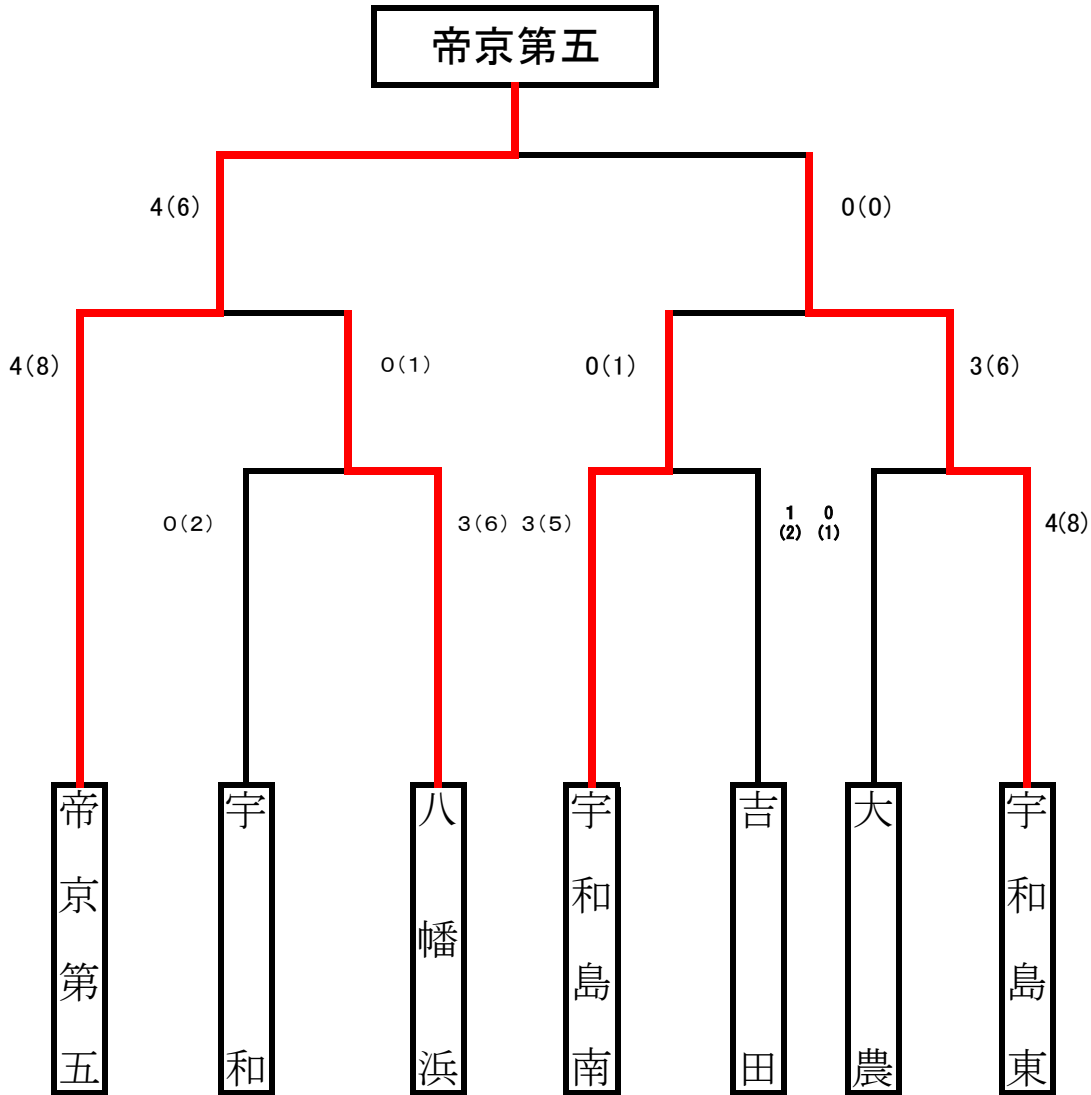 帝京第五
4(6)
0(0)
4(8)
0(1)
0(1)
3(6)
0(2)
3(6)
3(5)
1
(2)
0
(1)
4(8)
帝京第五
宇和
八幡浜
宇和島南
吉田
大農
宇和島東